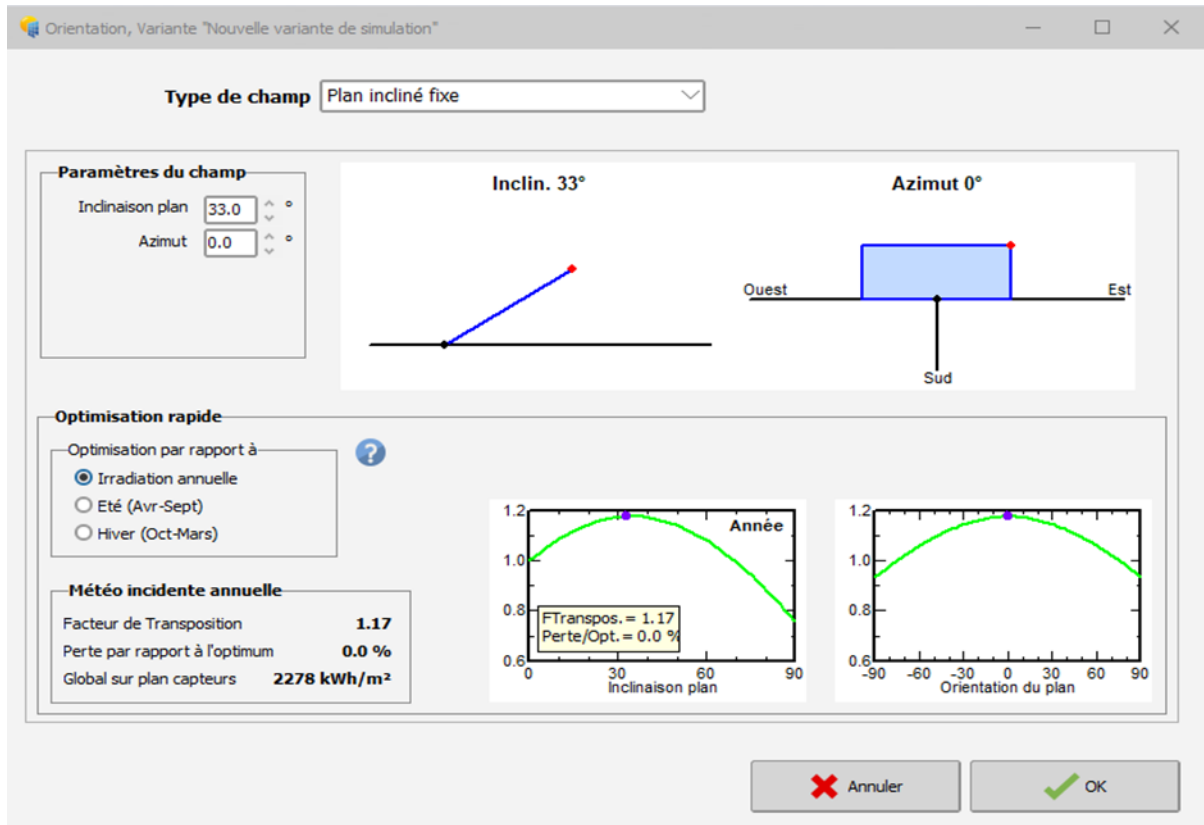 Orientation, Variante "Nouvelle variante de simulation"
Type de champ Plan incliné fixe
Paramètres du champ
Inclinaison plan 33.0 °
Azimut 0.0 °
Inclin. 33°
Azimut 0°
Ouest
Est
Sud
Optimisation rapide
Optimisation par rapport à
Irradiation annuelle
Eté (Avr-Sept)
Hiver (Oct-Mars)
?
Météo incidente annuelle
Facteur de Transposition 1.17
Perte par rapport à l'optimum 0.0 %
Global sur plan capteurs 2278 kWh/m²
1.2
1.0
0.8
0.6
Année
FTranspos. = 1.17
Perte/Opt. = 0.0 %
0 30 60 90
Inclinaison plan
1.2
1.0
0.8
0.6
-90 -60 -30 0 30 60 90
Orientation du plan
Annuler
OK